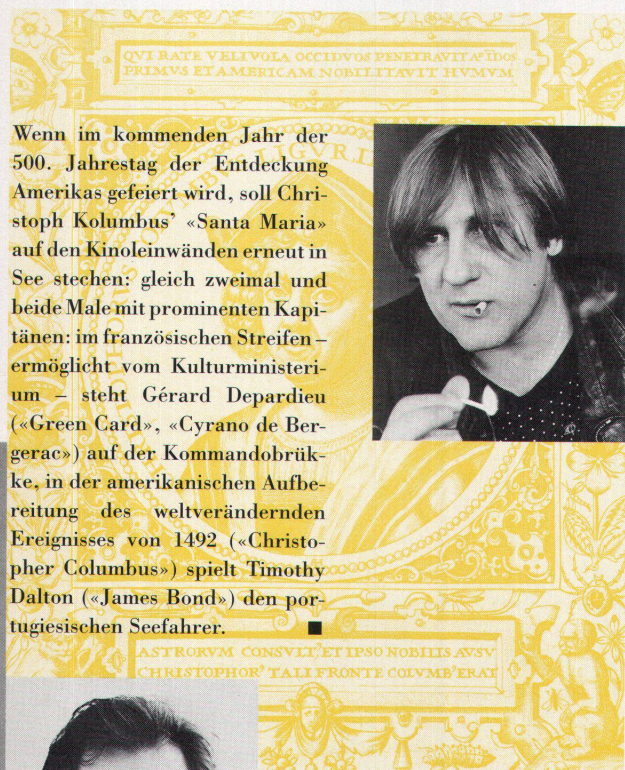 QVI RATE VELIVOLA OCCIDVOS PENETRAVIT AD
PRIMVS ET AMERICAM NOBILITAVIT HVMVM
Wenn im kommenden Jahr der
500. Jahrestag der Entdeckung
Amerikas gefeiert wird, soll Chri-
stoph Kolumbus’ «Santa Maria»
auf den Kinoleinwänden erneut in
See stechen: gleich zweimal und
beide Male mit prominenten Kapi-
tänen: im französischen Streifen –
ermöglicht vom Kulturministeri-
um – steht Gérard Depardieu
(«Green Card», «Cyrano de Ber-
gerac») auf der Kommandobrük-
ke, in der amerikanischen Aufbe-
reitung des weltverändernden
Ereignisses von 1492 («Christo-
pher Columbus») spielt Timothy
Dalton («James Bond») den por-
tugiesischen Seefahrer. ■
ASTRORVM CONSVLT' ET IPSO NOBILIS AVSV
CHRISTOPHOR' TALI FRONTE COLVMB' ERAT